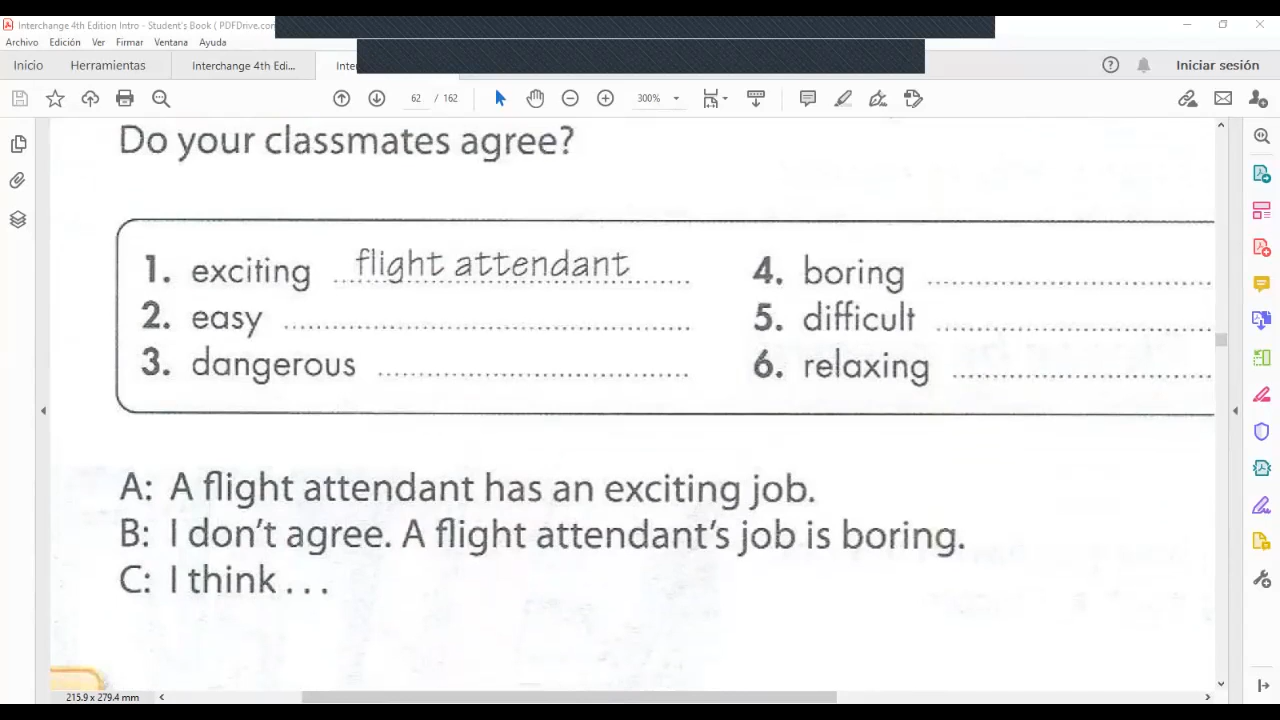 Interchange 4th Edition Intro - Student's Book ( PDFDrive.com
Archivo Edición Ver Firmar Ventana Ayuda
Inicio Herramientas Interchange 4th Edi...
Iniciar sesión
62 / 162 300%
Do your classmates agree?
1. exciting flight attendant 4. boring
2. easy 5. difficult
3. dangerous 6. relaxing
A: A flight attendant has an exciting job.
B: I don't agree. A flight attendant's job is boring.
C: I think . . .
215.9 x 279.4 mm